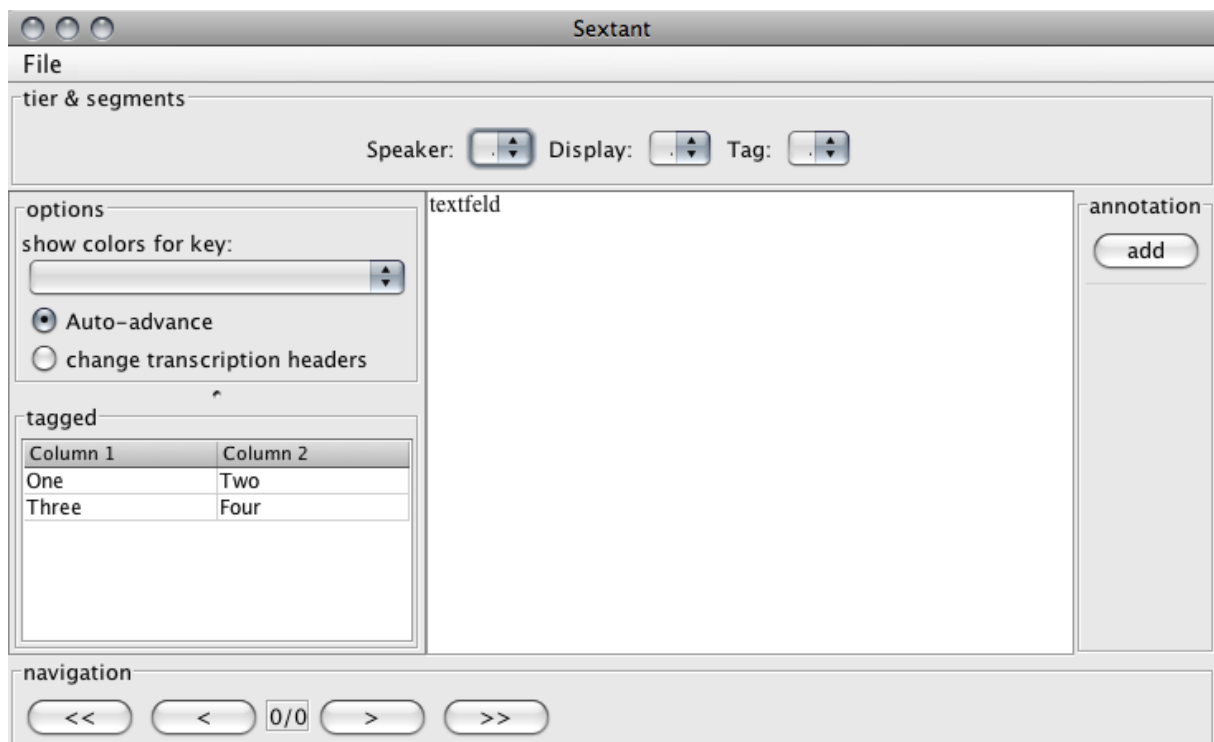 Sextant
File
tier & segments
Speaker: . Display: . Tag: .
options
show colors for key:
Auto-advance
change transcription headers
tagged
Column 1 Column 2
One Two
Three Four
textfeld
annotation
add
navigation
<< < 0/0 > >>